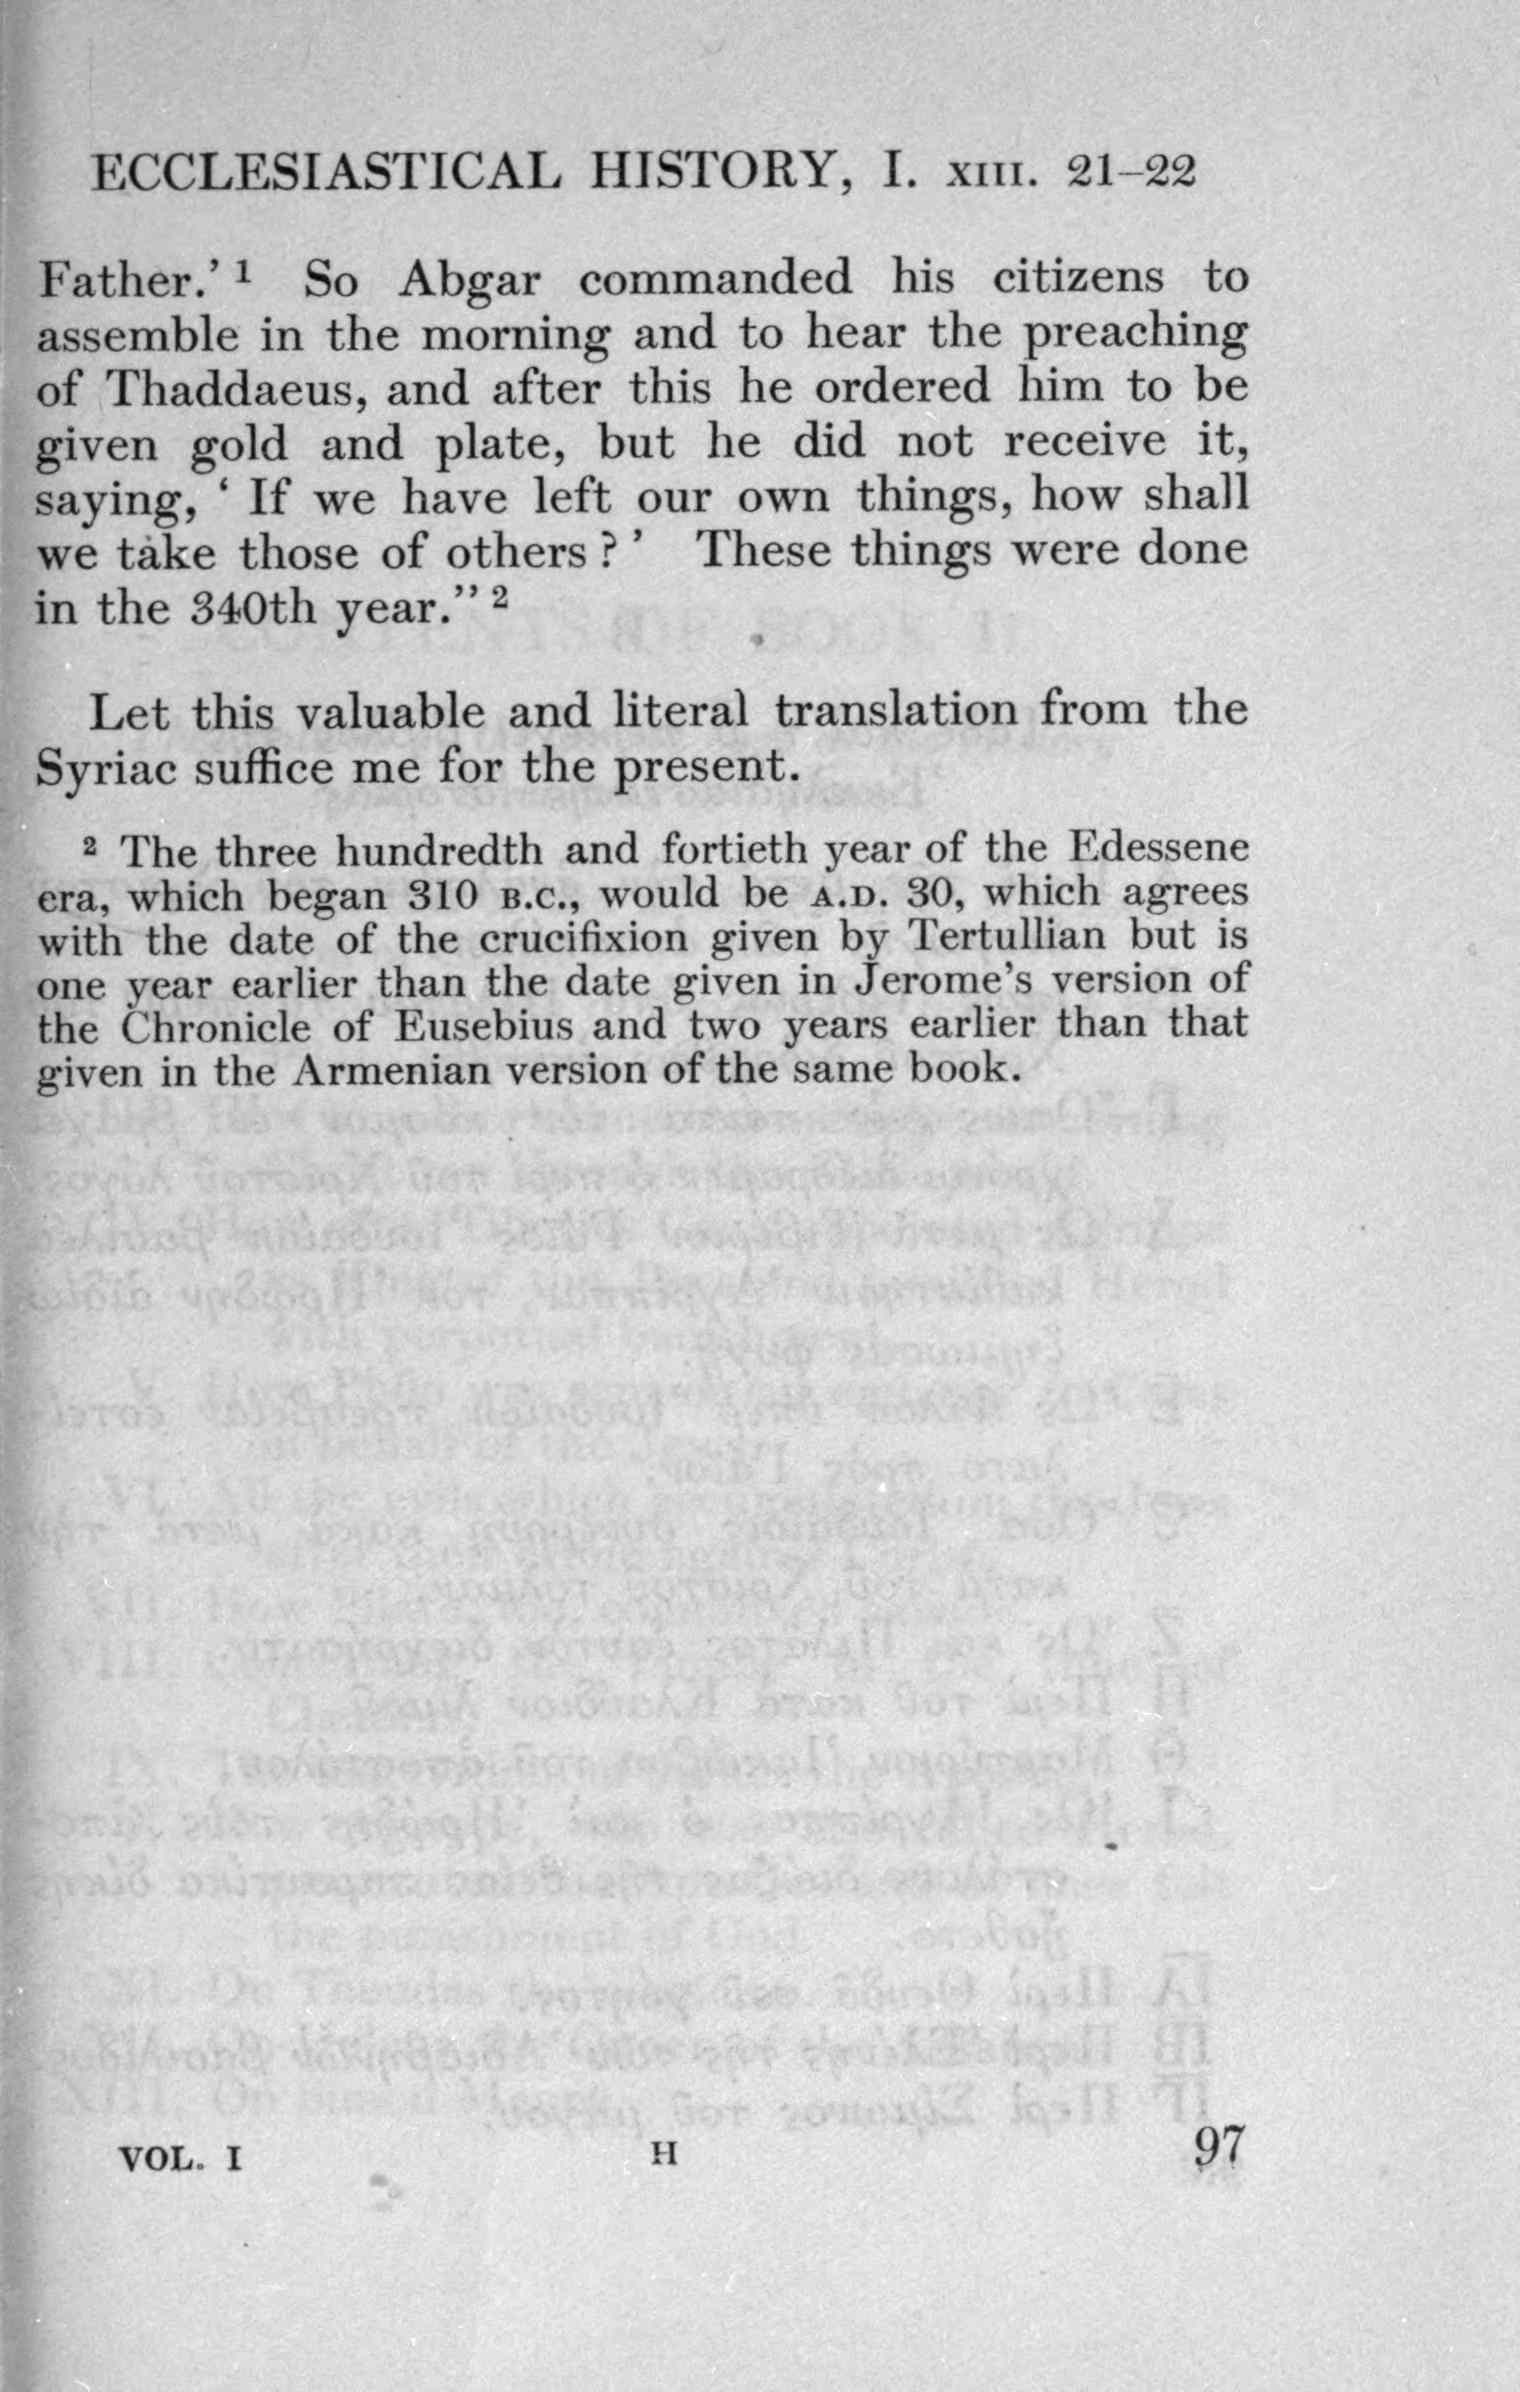 ECCLESIASTICAL HISTORY, I. XIII. 21–22
Father.’ 1 So Abgar commanded his citizens to
assemble in the morning and to hear the preaching
of Thaddaeus, and after this he ordered him to be
given gold and plate, but he did not receive it,
saying, ‘ If we have left our own things, how shall
we take those of others ? ’ These things were done
in the 340th year.” 2
Let this valuable and literal translation from the
Syriac suffice me for the present.
2 The three hundredth and fortieth year of the Edessene
era, which began 310 B.C., would be A.D. 30, which agrees
with the date of the crucifixion given by Tertullian but is
one year earlier than the date given in Jerome’s version of
the Chronicle of Eusebius and two years earlier than that
given in the Armenian version of the same book.
VOL. I H 97